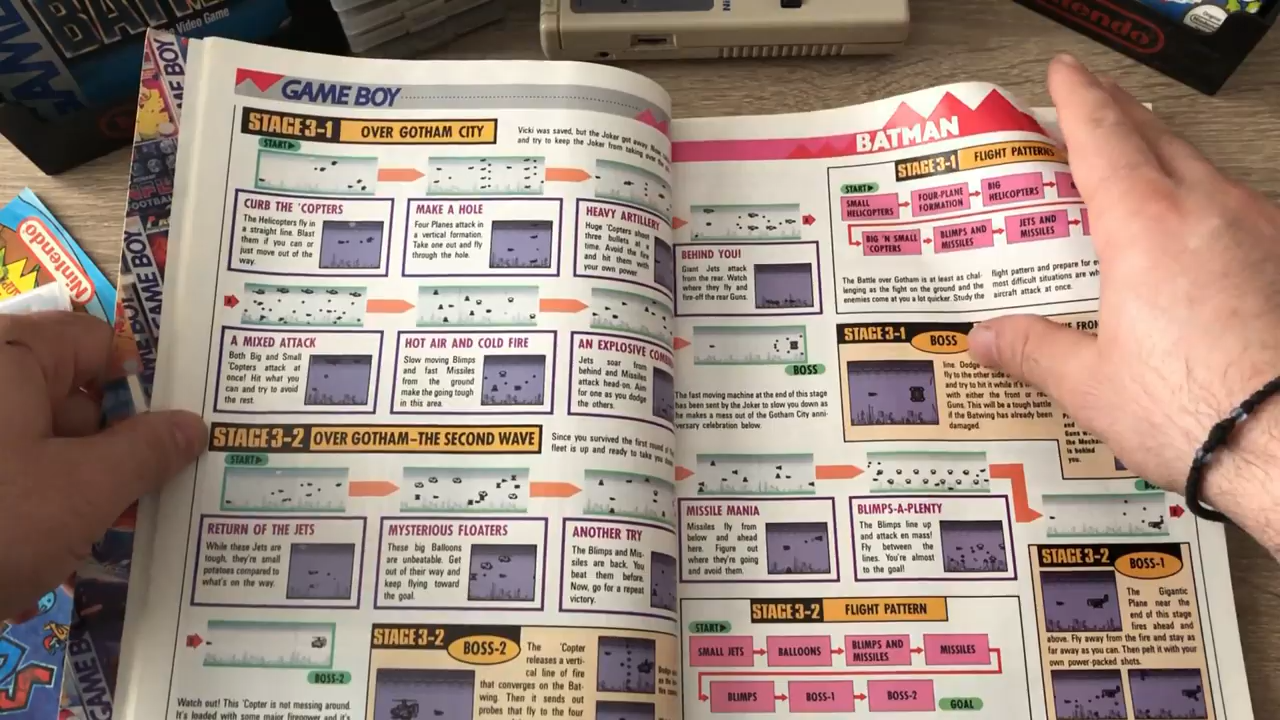 BATMAN
Video Game
Nintendo
GAME BOY
GAME BOY
GAME BOY
Nintendo
GAME BOY
STAGE 3-1 OVER GOTHAM CITY
Vicki was saved, but the Joker got away.
and try to keep the Joker from taking over
START
CURB THE 'COPTERS
The Helicopters fly in
a straight line. Blast
them if you can or
just move out of the
way.
MAKE A HOLE
Four Planes attack in
a vertical formation.
Take one out and fly
through the hole.
HEAVY ARTILLERY
Huge 'Copters shoot
three bullets at a
time. Avoid the fire
and hit them with
your own power
A
A MIXED ATTACK
Both Big and Small
'Copters attack at
once! Hit what you
can and try to avoid
the rest.
HOT AIR AND COLD FIRE
Slow moving Blimps
and fast Missiles
from the ground
make the going tough
in this area.
AN EXPLOSIVE
Jets soar from
behind and Missiles
attack head-on. Aim
for one as you dodge
the others.
STAGE 3-2 OVER GOTHAM–THE SECOND WAVE
Since you survived the first round of
fleet is up and ready to take you
START
RETURN OF THE JETS
While these Jets are
tough, they're small
potatoes compared to
what's on the way.
MYSTERIOUS FLOATERS
These big Balloons
are unbeatable. Get
out of their way and
keep flying toward
the goal.
ANOTHER TRY
The Blimps and Mis-
siles are back. You
beat them before.
Now, go for a repeat
victory.
BOSS-2
Watch out! This 'Copter is not messing around.
It's loaded with some major firepower and it's
STAGE 3-2 BOSS-2
The 'Copter
releases a verti-
cal line of fire
that converges on the Bat-
wing. Then it sends out
probes that fly to the four
BATMAN
A
BEHIND YOU!
Giant Jets attack
from the rear. Watch
where they fly and
fire-off the rear Guns.
BOSS
The fast moving machine at the end of this stage
has been sent by the Joker to slow you down as
he makes a mess out of the Gotham City anni-
versary celebration below.
STAGE 3-1 FLIGHT PATTERNS
START
SMALL HELICOPTERS
FOUR-PLANE FORMATION
BIG HELICOPTERS
BIG 'N SMALL 'COPTERS
BLIMPS AND MISSILES
JETS AND MISSILES
The Battle over Gotham is at least as chal-
lenging as the fight on the ground and the
enemies come at you a lot quicker. Study the
flight pattern and prepare for
most difficult situations are
aircraft attack at once.
STAGE 3-1 BOSS
line. Dodge
fly to the other side
and try to hit it while it's
with either the front or
Guns. This will be a tough battle
if the Batwing has already been
damaged.
and
Guns
the
is behind
you.
MISSILE MANIA
Missiles fly from
below and ahead
here. Figure out
where they're going
and avoid them.
BLIMPS-A-PLENTY
The Blimps line up
and attack en mass!
Fly between the
lines. You're almost
to the goal!
STAGE 3-2 BOSS-1
The Gigantic
Plane near the
end of this stage
fires ahead and
above. Fly away from the fire and stay as
far away as you can. Then pelt it with your
own power-packed shots.
STAGE 3-2 FLIGHT PATTERN
START
SMALL JETS
BALLOONS
BLIMPS AND MISSILES
MISSILES
BLIMPS
BOSS-1
BOSS-2
GOAL